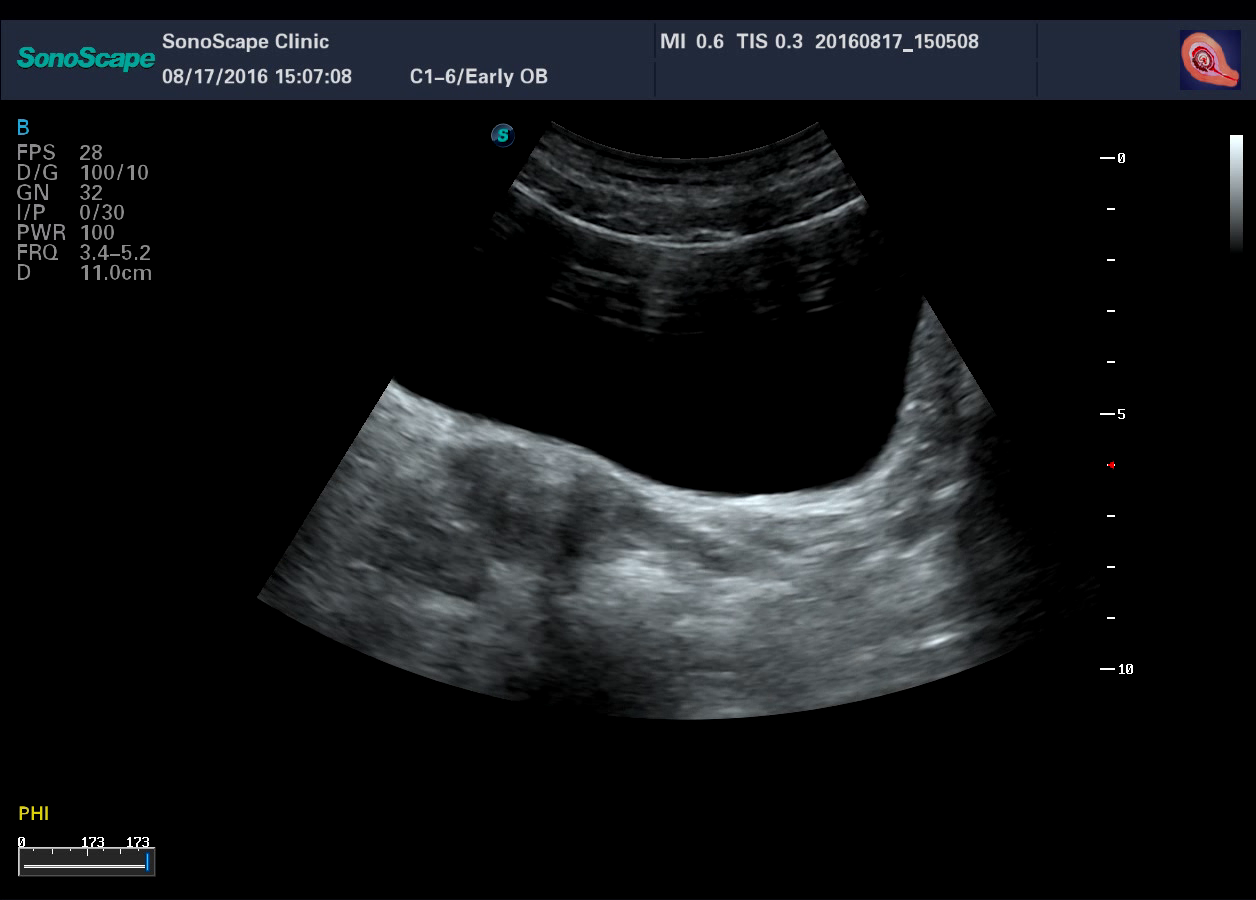 SonoScape
SonoScape Clinic
MI 0.6 TIS 0.3 20160817_150508
08/17/2016 15:07:08
C1-6/Early OB
S
B
FPS 28
D/G 100/10
GN 32
I/P 0/30
PWR 100
FRQ 3.4-5.2
D 11.0cm
0
5
10
PHI
0 173 173